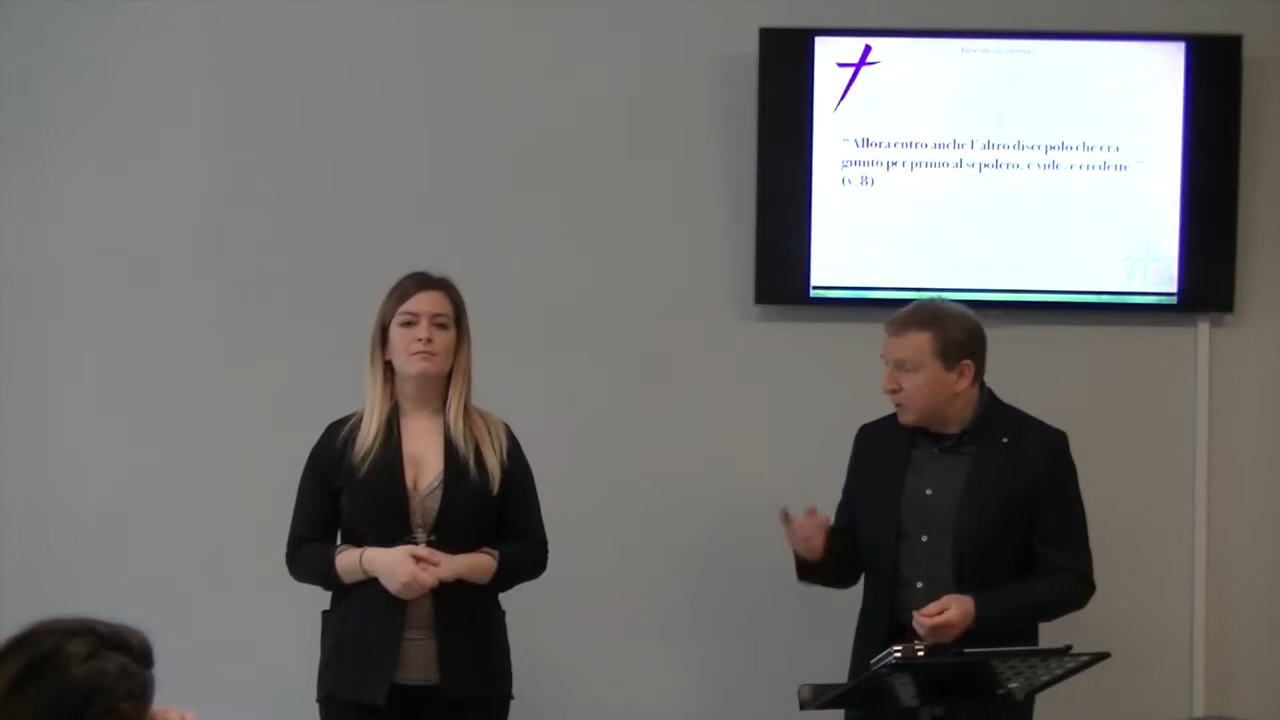 "Allora entrò anche l'altro discepolo che era
giunto per primo al sepolcro, e vide, e credette."
(v. 8)